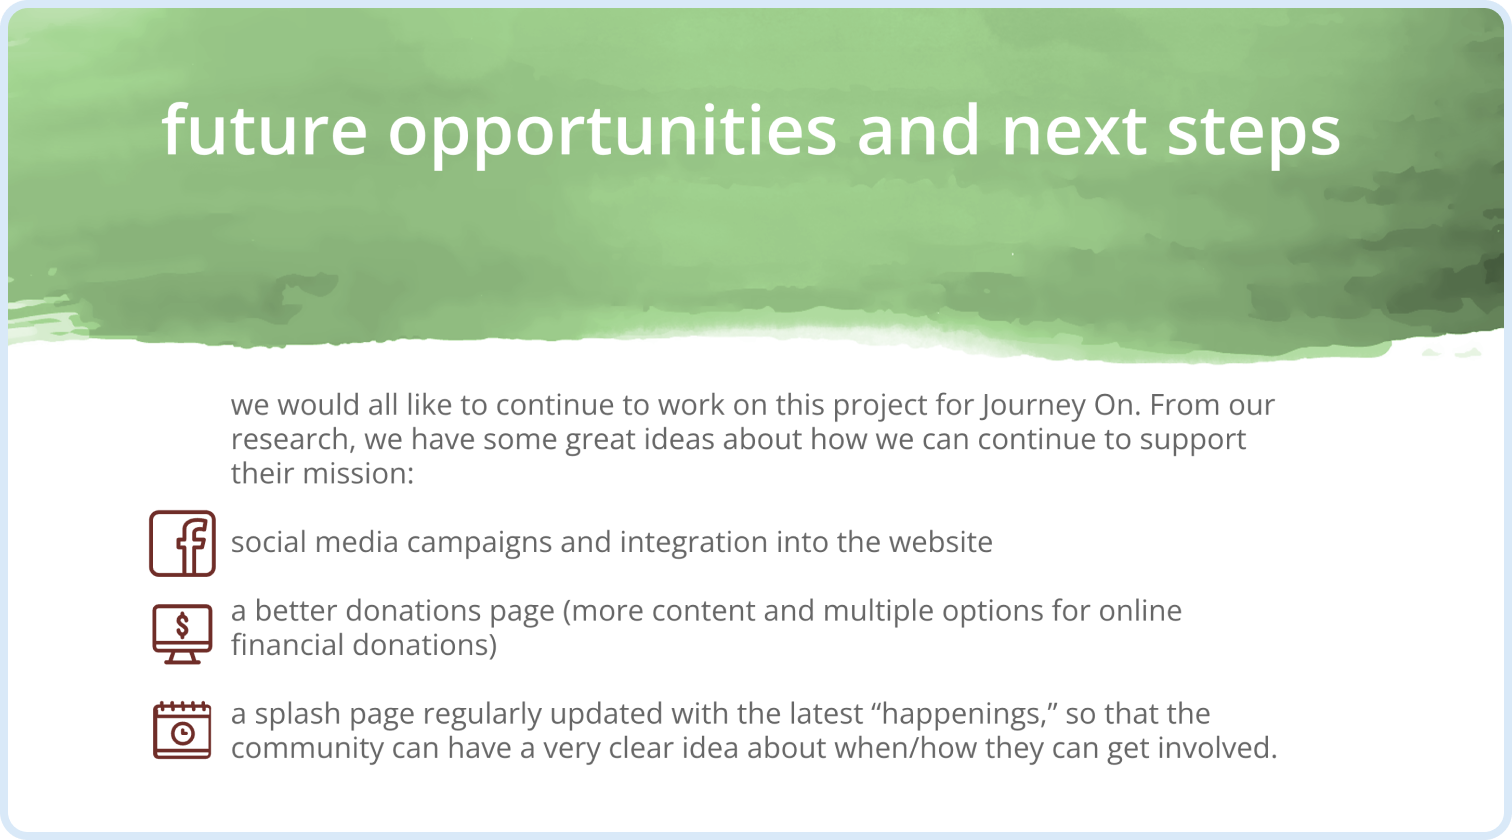 future opportunities and next steps
we would all like to continue to work on this project for Journey On. From our
research, we have some great ideas about how we can continue to support
their mission:
social media campaigns and integration into the website
a better donations page (more content and multiple options for online
financial donations)
a splash page regularly updated with the latest “happenings,” so that the
community can have a very clear idea about when/how they can get involved.